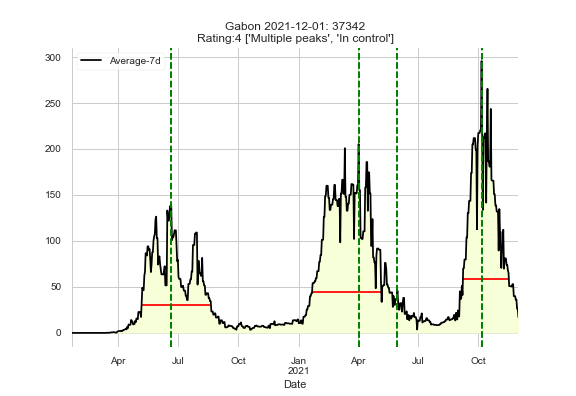 Gabon 2021-12-01: 37342
Rating:4 ['Multiple peaks', 'In control']
Average-7d
300
250
200
150
100
50
0
Apr Jul Oct Jan Apr Jul Oct
2021
Date